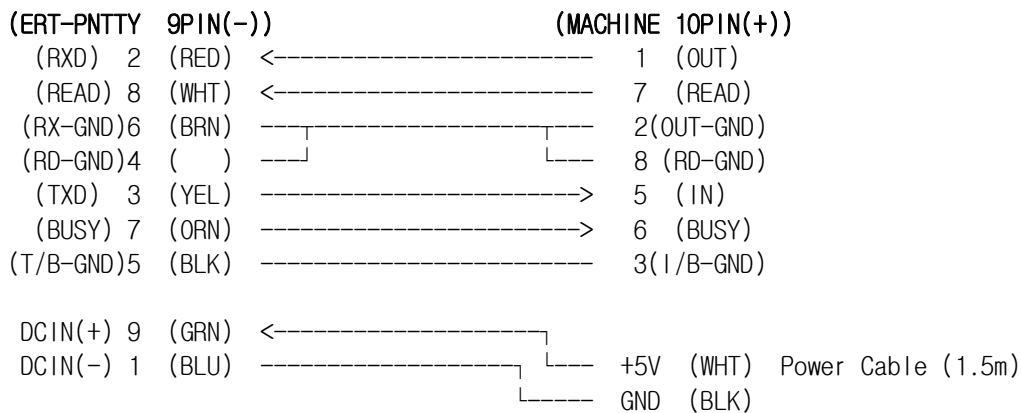 (ERT-PNTTY 9PIN(-)) (MACHINE 10PIN(+))
(RXD) 2 (RED) <------------------------ 1 (OUT)
(READ) 8 (WHT) <------------------------ 7 (READ)
(RX-GND)6 (BRN) ---┬-----------------┬--- 2(OUT-GND)
(RD-GND)4 ( ) ---┘ └--- 8 (RD-GND)
(TXD) 3 (YEL) ------------------------> 5 (IN)
(BUSY) 7 (ORN) ------------------------> 6 (BUSY)
(T/B-GND)5 (BLK) ------------------------- 3(I/B-GND)
DCIN(+) 9 (GRN) <--------------------┐
DCIN(-) 1 (BLU) -------------------┐ └--- +5V (WHT) Power Cable (1.5m)
└----- GND (BLK)